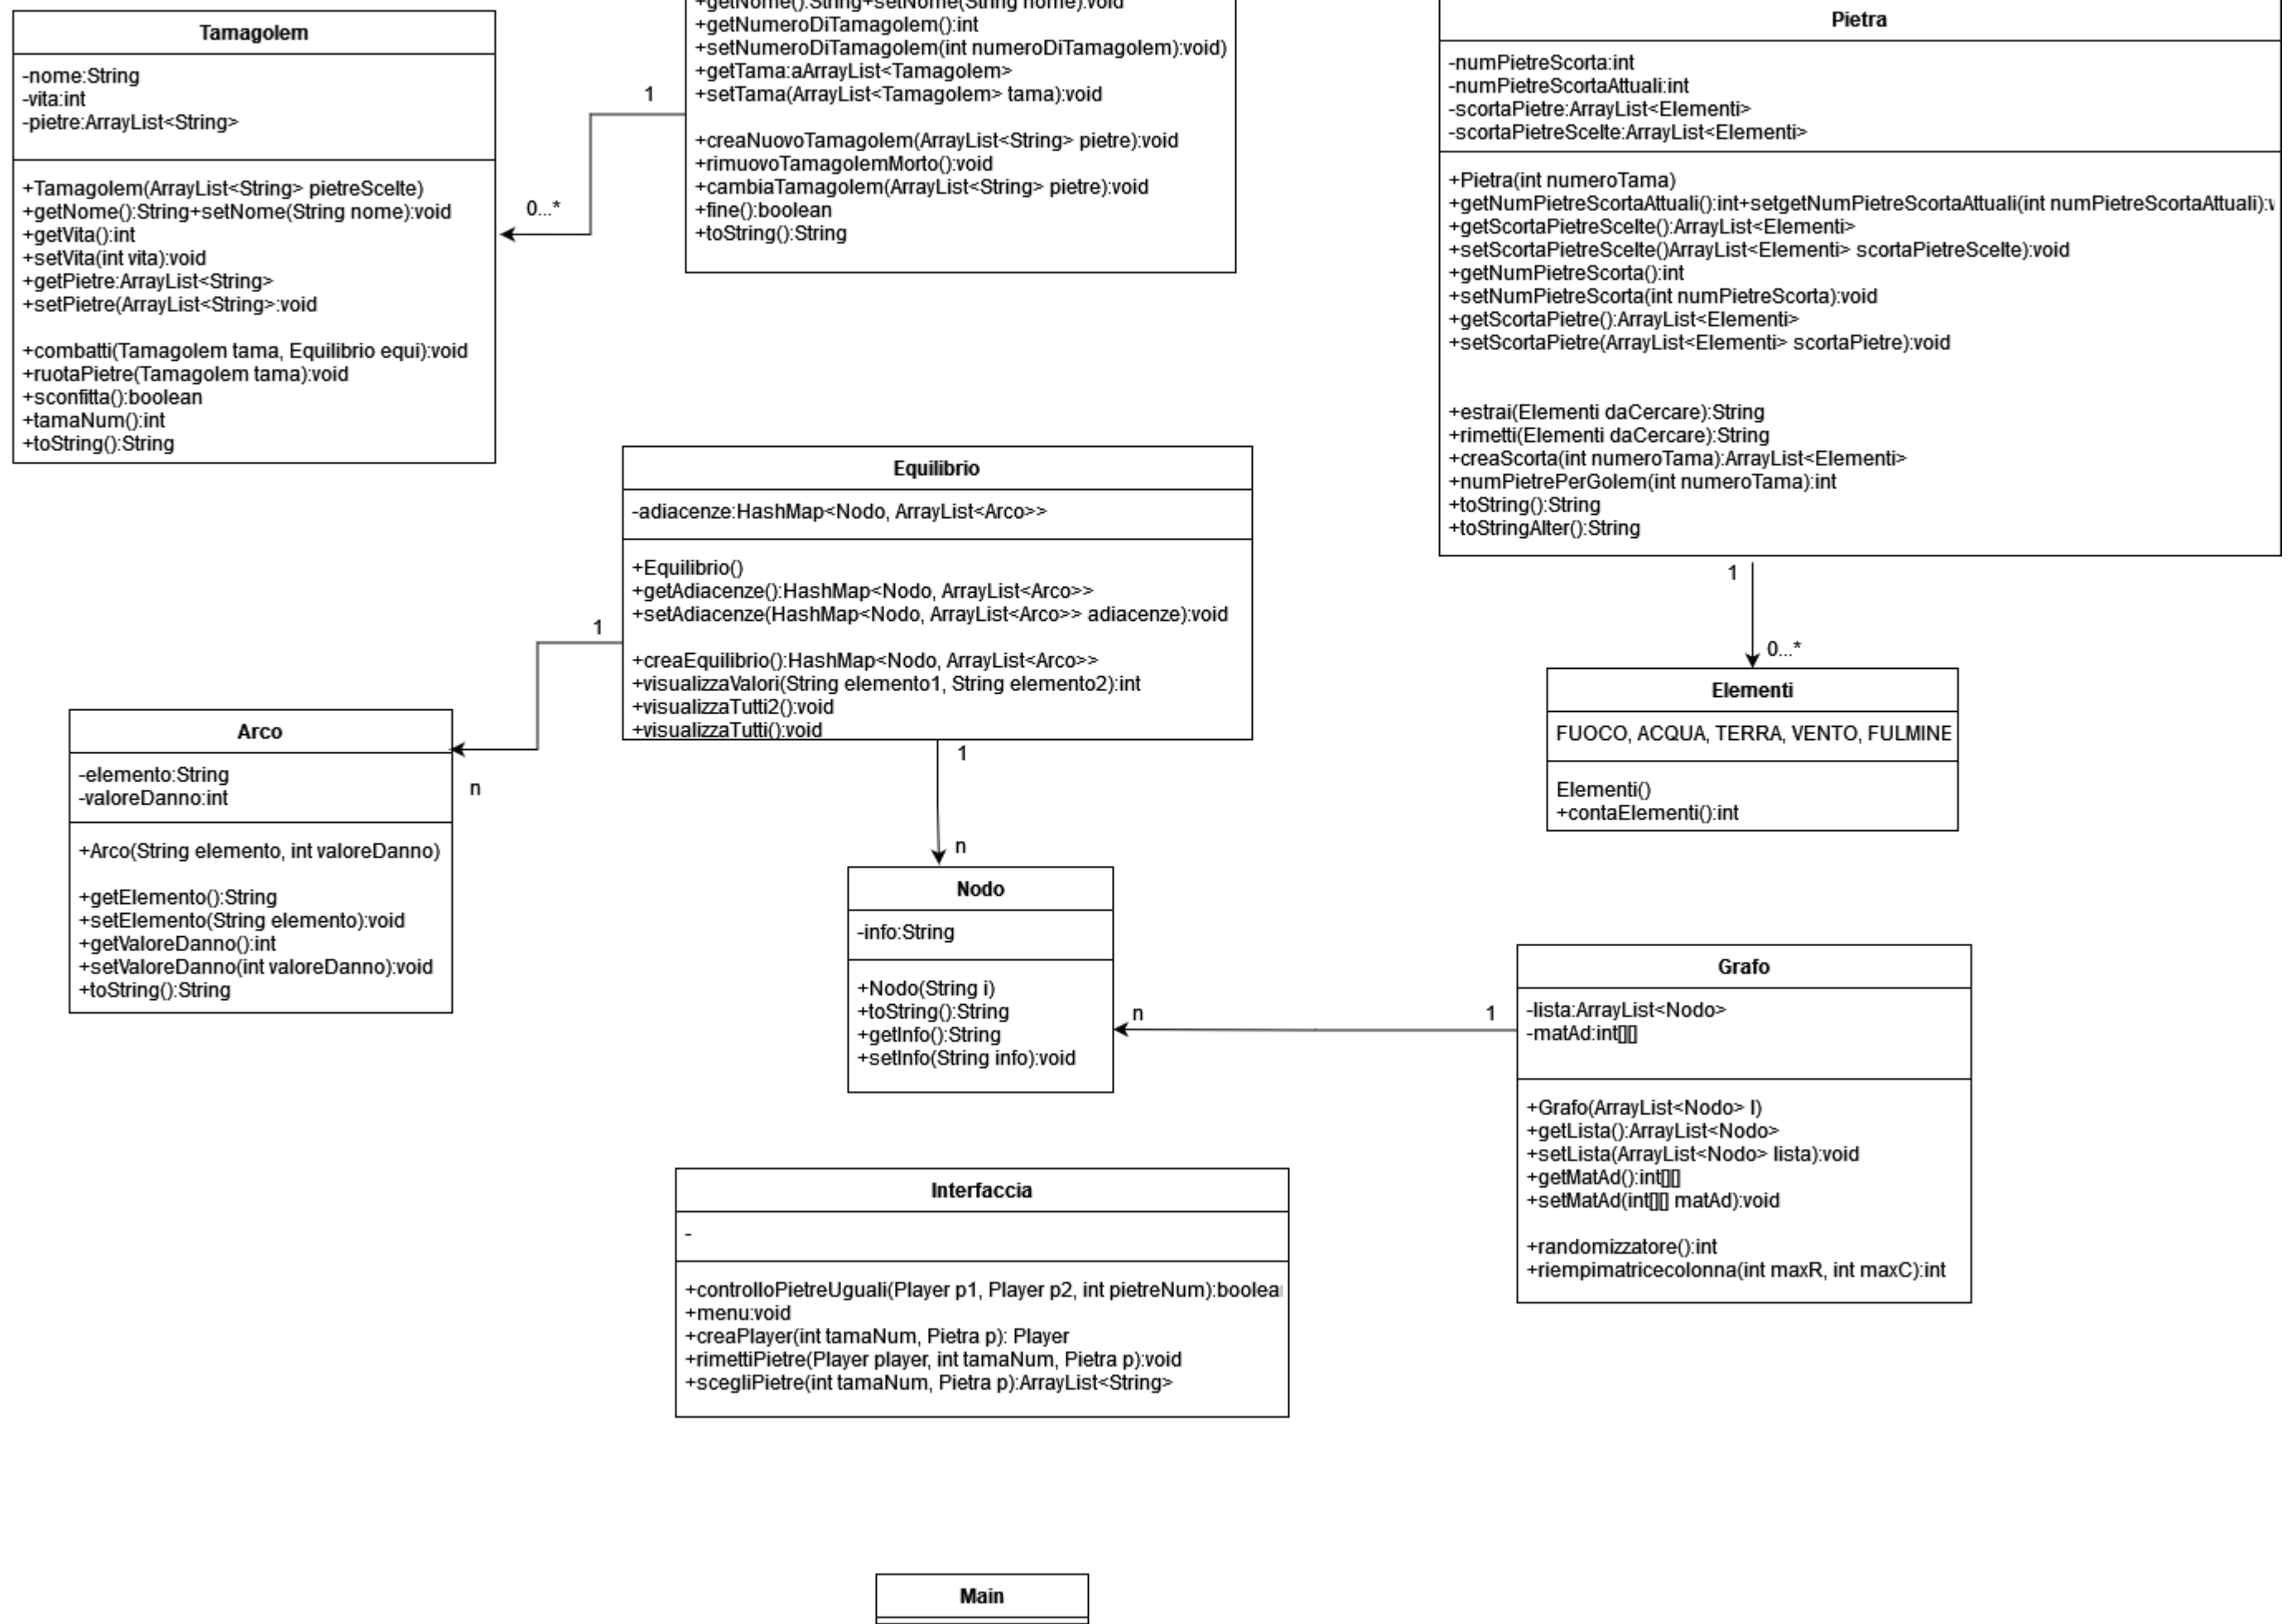 Tamagolem
-nome:String
-vita:int
-pietre:ArrayList<String>
+Tamagolem(ArrayList<String> pietreScelte)
+getNome():String+setNome(String nome):void
+getVita():int
+setVita(int vita):void
+getPietre:ArrayList<String>
+setPietre(ArrayList<String>:void
+combatti(Tamagolem tama, Equilibrio equi):void
+ruotaPietre(Tamagolem tama):void
+sconfitta():boolean
+tamaNum():int
+toString():String
1
0...*
+getNome():String+setNome(String nome):void
+getNumeroDiTamagolem():int
+setNumeroDiTamagolem(int numeroDiTamagolem):void)
+getTama:aArrayList<Tamagolem>
+setTama(ArrayList<Tamagolem> tama):void
+creaNuovoTamagolem(ArrayList<String> pietre):void
+rimuovoTamagolemMorto():void
+cambiaTamagolem(ArrayList<String> pietre):void
+fine():boolean
+toString():String
Pietra
-numPietreScorta:int
-numPietreScortaAttuali:int
-scortaPietre:ArrayList<Elementi>
-scortaPietreScelte:ArrayList<Elementi>
+Pietra(int numeroTama)
+getNumPietreScortaAttuali():int+setgetNumPietreScortaAttuali(int numPietreScortaAttuali):v
+getScortaPietreScelte():ArrayList<Elementi>
+setScortaPietreScelte()ArrayList<Elementi> scortaPietreScelte):void
+getNumPietreScorta():int
+setNumPietreScorta(int numPietreScorta):void
+getScortaPietre():ArrayList<Elementi>
+setScortaPietre(ArrayList<Elementi> scortaPietre):void
+estrai(Elementi daCercare):String
+rimetti(Elementi daCercare):String
+creaScorta(int numeroTama):ArrayList<Elementi>
+numPietrePerGolem(int numeroTama):int
+toString():String
+toStringAlter():String
1
0...*
Equilibrio
-adiacenze:HashMap<Nodo, ArrayList<Arco>>
+Equilibrio()
+getAdiacenze():HashMap<Nodo, ArrayList<Arco>>
+setAdiacenze(HashMap<Nodo, ArrayList<Arco>> adiacenze):void
+creaEquilibrio():HashMap<Nodo, ArrayList<Arco>>
+visualizzaValori(String elemento1, String elemento2):int
+visualizzaTutti2():void
+visualizzaTutti():void
1
n
1
n
Elementi
FUOCO, ACQUA, TERRA, VENTO, FULMINE
Elementi()
+contaElementi():int
Arco
-elemento:String
-valoreDanno:int
+Arco(String elemento, int valoreDanno)
+getElemento():String
+setElemento(String elemento):void
+getValoreDanno():int
+setValoreDanno(int valoreDanno):void
+toString():String
Nodo
-info:String
+Nodo(String i)
+toString():String
+getInfo():String
+setInfo(String info):void
n
1
Grafo
-lista:ArrayList<Nodo>
-matAd:int[][]
+Grafo(ArrayList<Nodo> l)
+getLista():ArrayList<Nodo>
+setLista(ArrayList<Nodo> lista):void
+getMatAd():int[][]
+setMatAd(int[][] matAd):void
+randomizzatore():int
+riempimatricecolonna(int maxR, int maxC):int
Interfaccia
-
+controlloPietreUguali(Player p1, Player p2, int pietreNum):boolea
+menu:void
+creaPlayer(int tamaNum, Pietra p): Player
+rimettiPietre(Player player, int tamaNum, Pietra p):void
+scegliPietre(int tamaNum, Pietra p):ArrayList<String>
Main